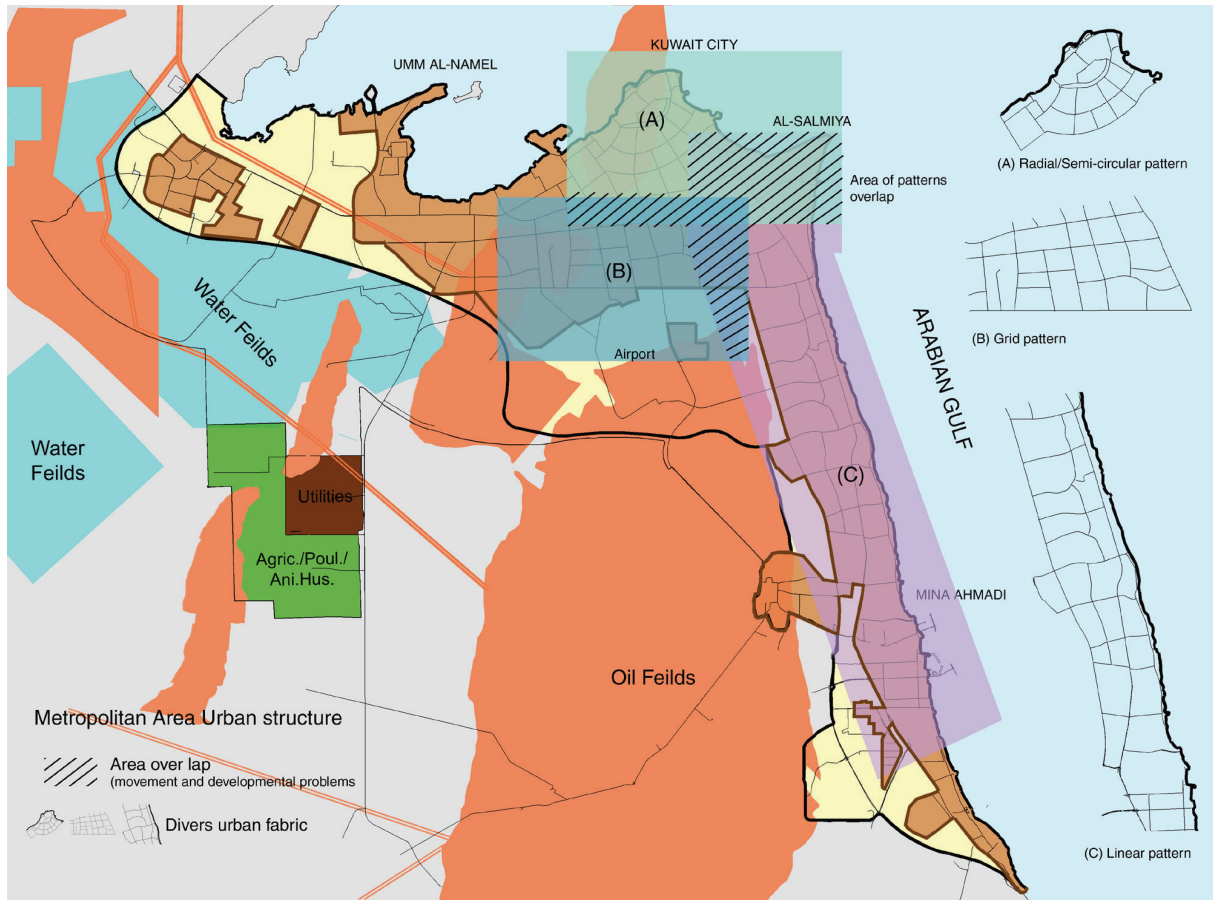 KUWAIT CITY
UMM AL-NAMEL
(A)
AL-SALMIYA
(A) Radial/Semi-circular pattern
Area of patterns
overlap
(B)
Water Feilds
ARABIAN GULF
(B) Grid pattern
Airport
Water
Feilds
(C)
Utilities
Agric./Poul./
Ani.Hus.
MINA AHMADI
Oil Feilds
Metropolitan Area Urban structure
Area over lap
(movement and developmental problems
Divers urban fabric
(C) Linear pattern